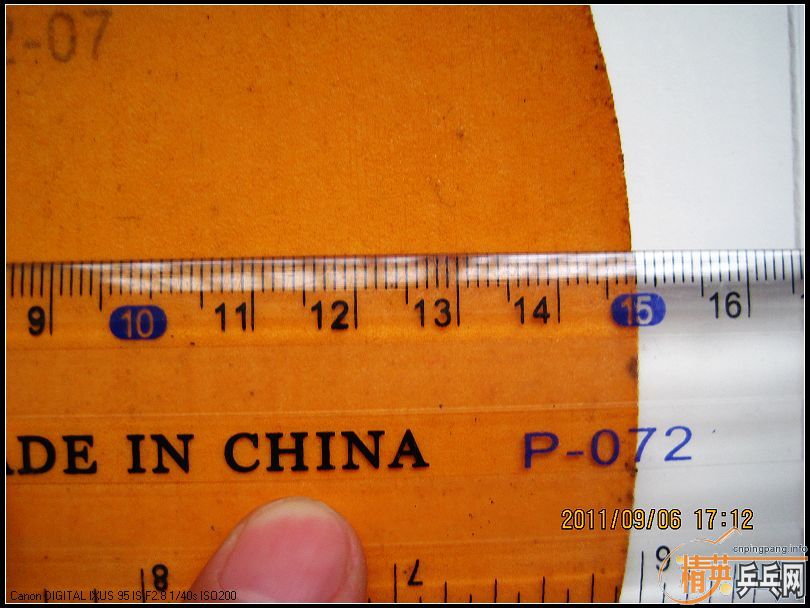 -07
9 10 11 12 13 14 15 16
ADE IN CHINA P-072
2011/09/06 17:12
8 7 6
cnpingpang.info
精英乒乓网
Canon DIGITAL IXUS 95 IS F2.8 1/40s ISO200